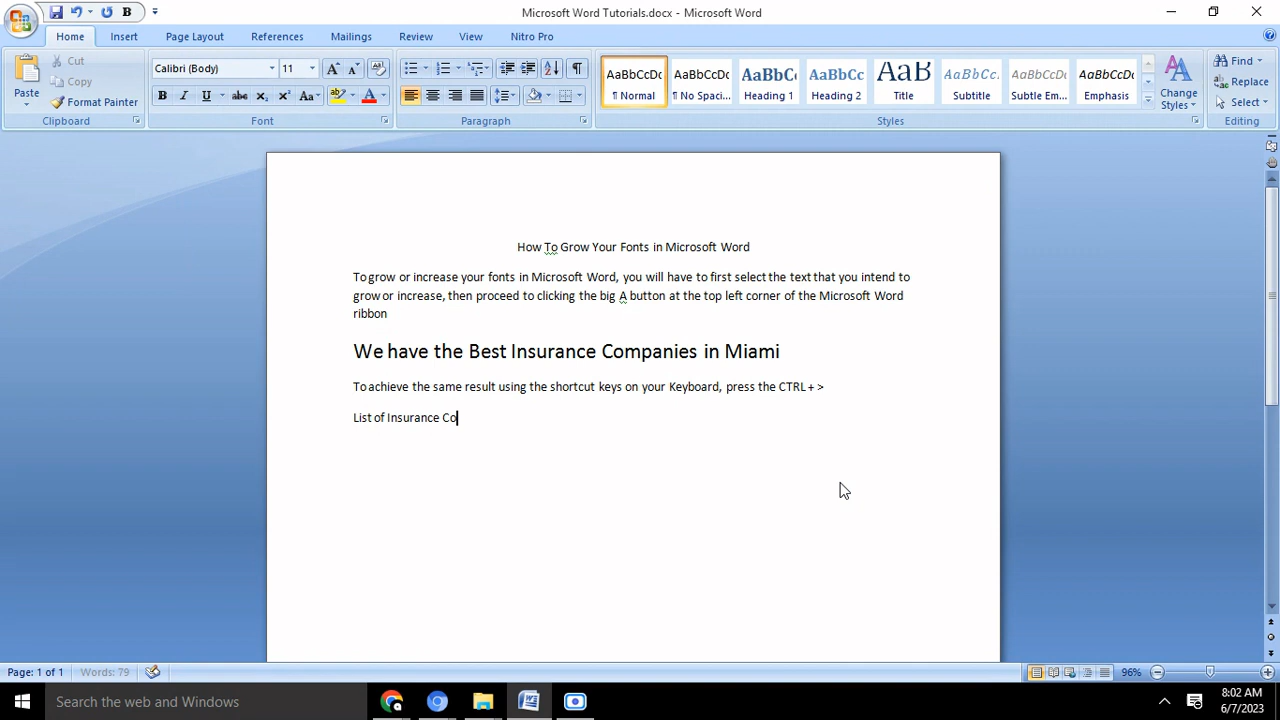 Microsoft Word Tutorials.docx - Microsoft Word
Home Insert Page Layout References Mailings Review View Nitro Pro
Paste
Cut
Copy
Format Painter
Clipboard
Calibri (Body) 11
Font
Paragraph
AaBbCcDc AaBbCcDc AaBbC AaBbCc AaB AaBbCc. AaBbCcDc AaBbCcDc
¶ Normal ¶ No Spaci... Heading 1 Heading 2 Title Subtitle Subtle Em... Emphasis
Change
Styles
Styles
Find
Replace
Select
Editing
How To Grow Your Fonts in Microsoft Word
To grow or increase your fonts in Microsoft Word, you will have to first select the text that you intend to
grow or increase, then proceed to clicking the big A button at the top left corner of the Microsoft Word
ribbon
We have the Best Insurance Companies in Miami
To achieve the same result using the shortcut keys on your Keyboard, press the CTRL+ >
List of Insurance Co
Page: 1 of 1 Words: 79 96%
Search the web and Windows
8:02 AM
6/7/2023